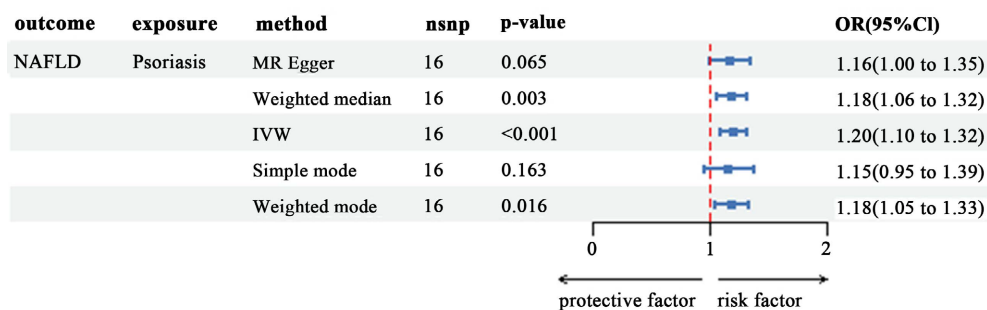 outcome exposure method nsnp p-value OR(95%Cl)
NAFLD Psoriasis MR Egger 16 0.065 1.16(1.00 to 1.35)
Weighted median 16 0.003 1.18(1.06 to 1.32)
IVW 16 <0.001 1.20(1.10 to 1.32)
Simple mode 16 0.163 1.15(0.95 to 1.39)
Weighted mode 16 0.016 1.18(1.05 to 1.33)
0 1 2
protective factor risk factor